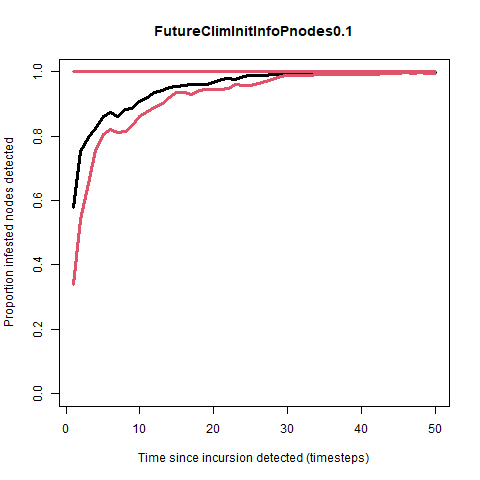 FutureClimInitInfoPnodes0.1
Proportion infested nodes detected
1.0
0.8
0.6
0.4
0.2
0.0
0 10 20 30 40 50
Time since incursion detected (timesteps)